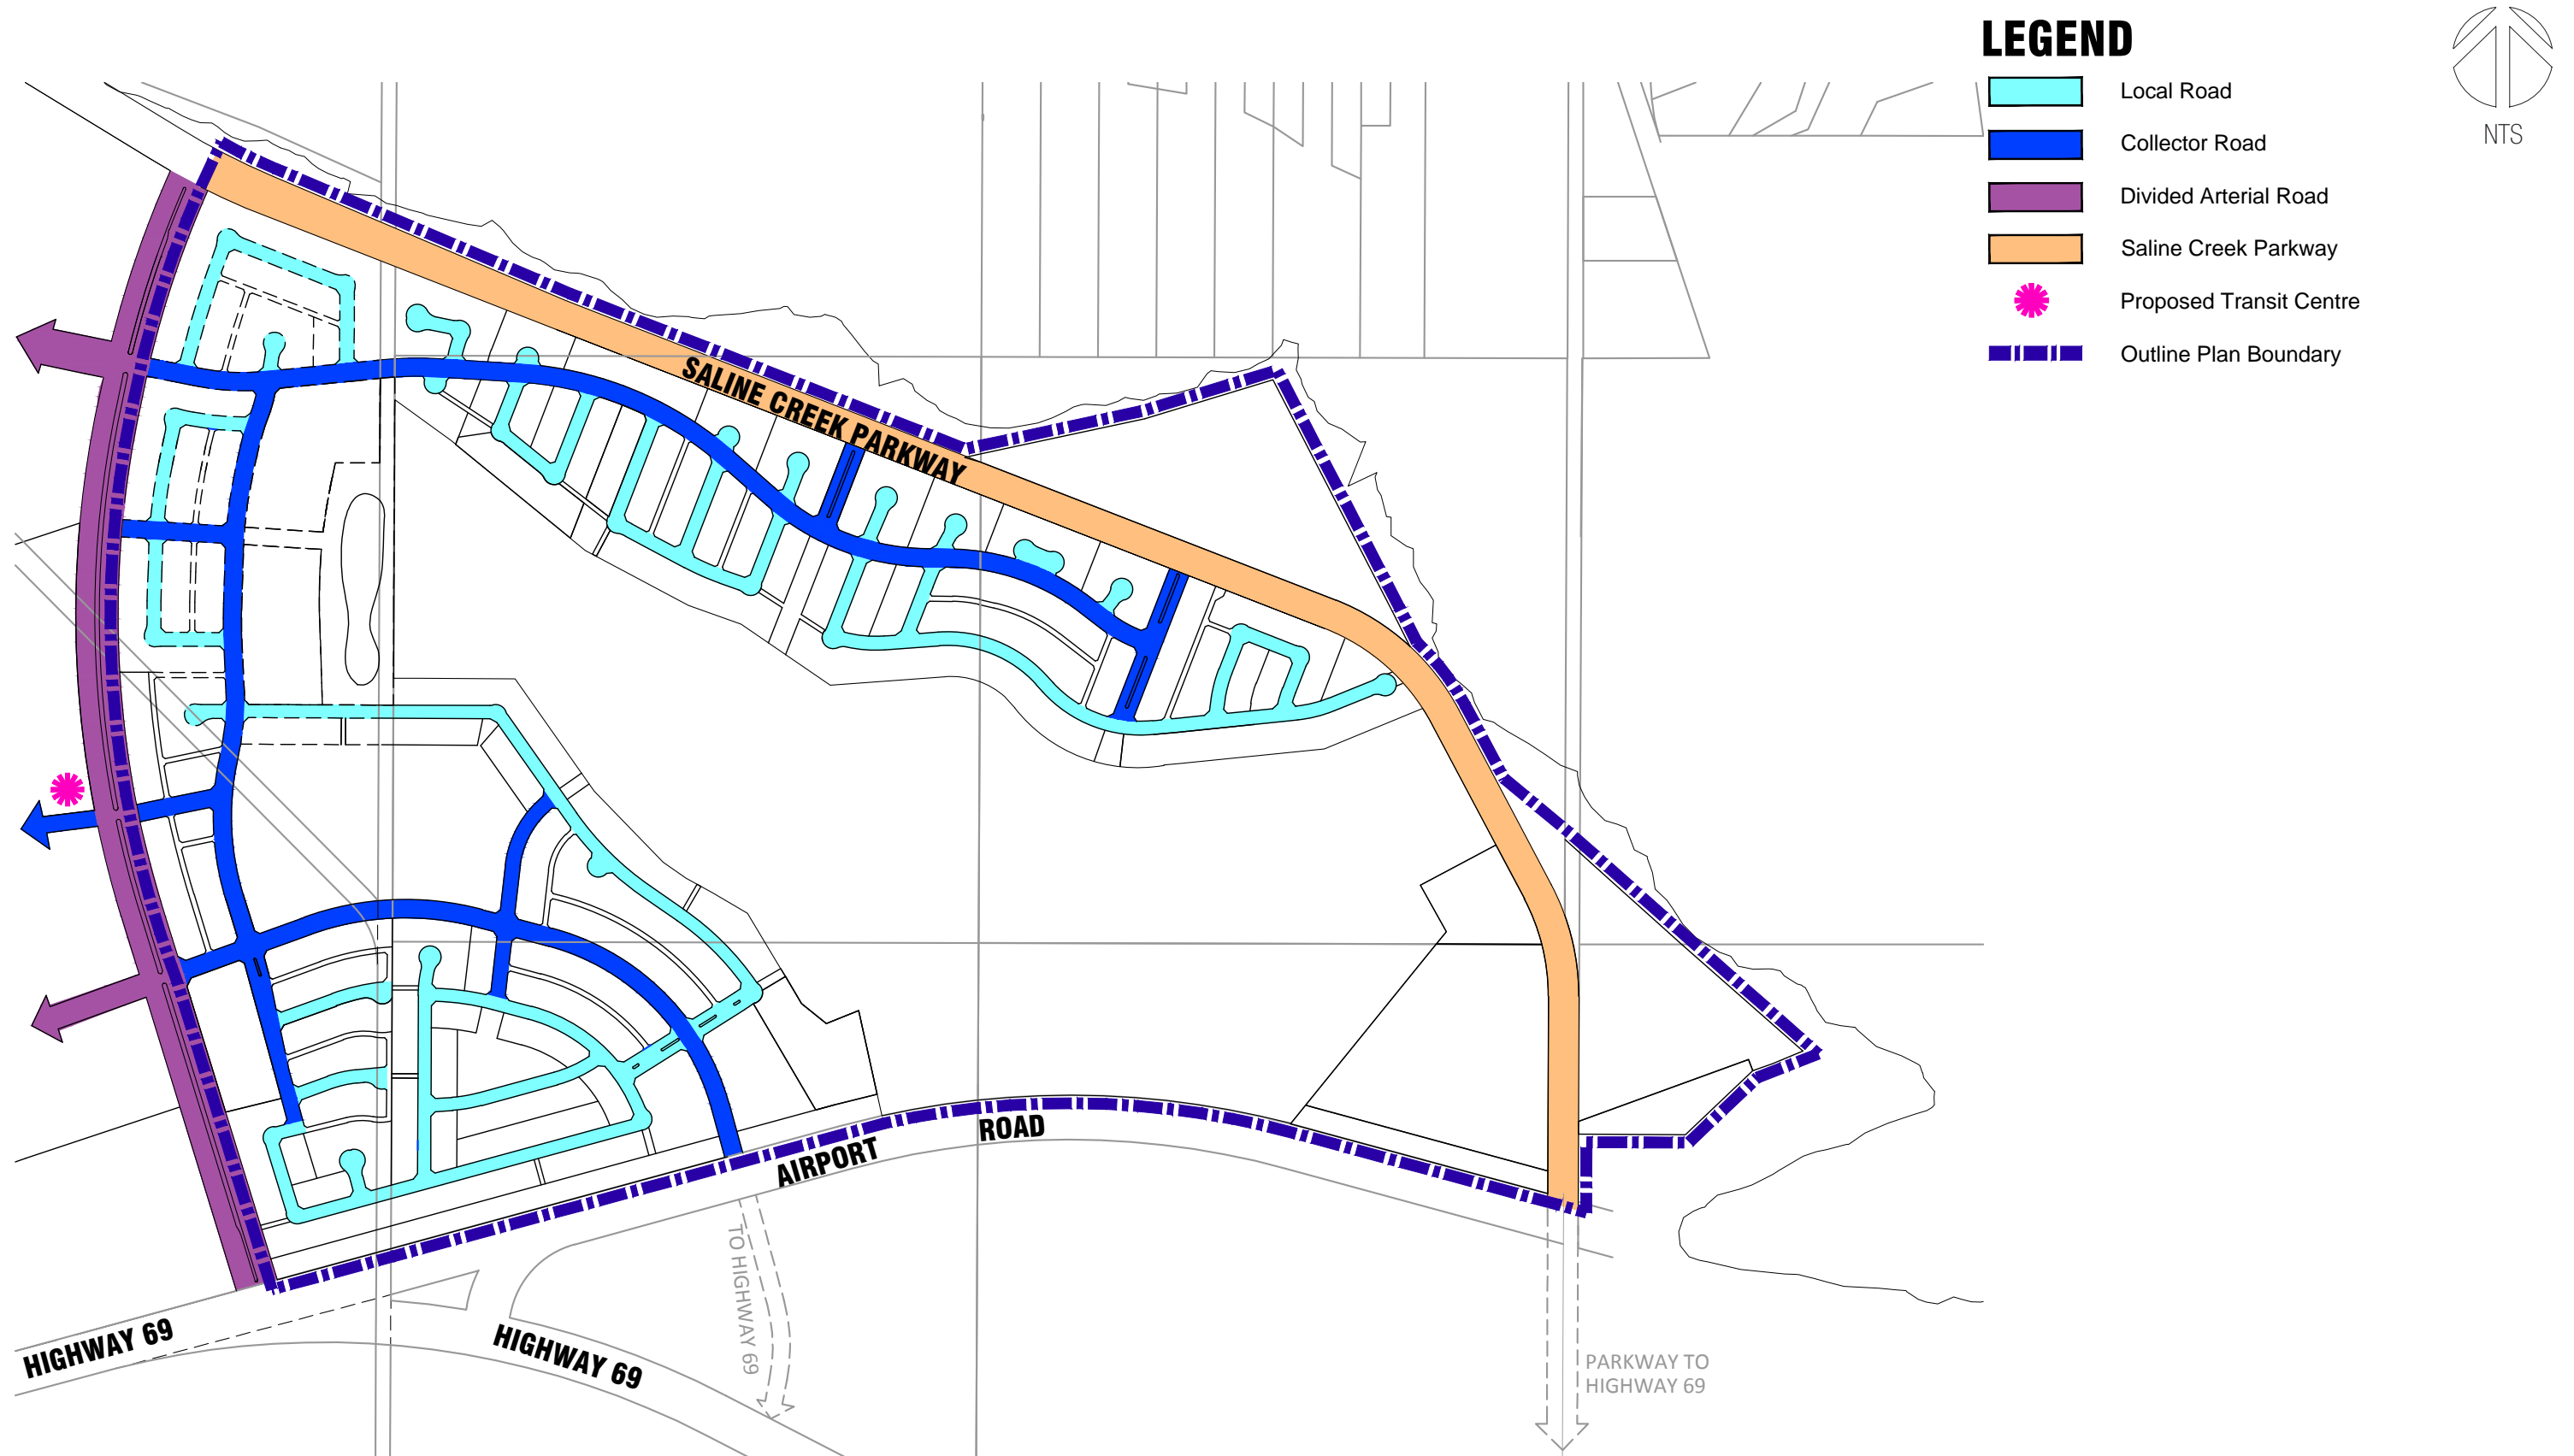 LEGEND
Local Road
Collector Road
Divided Arterial Road
Saline Creek Parkway
Proposed Transit Centre
Outline Plan Boundary
NTS
SALINE CREEK PARKWAY
AIRPORT ROAD
TO HIGHWAY 69
HIGHWAY 69
HIGHWAY 69
PARKWAY TO
HIGHWAY 69